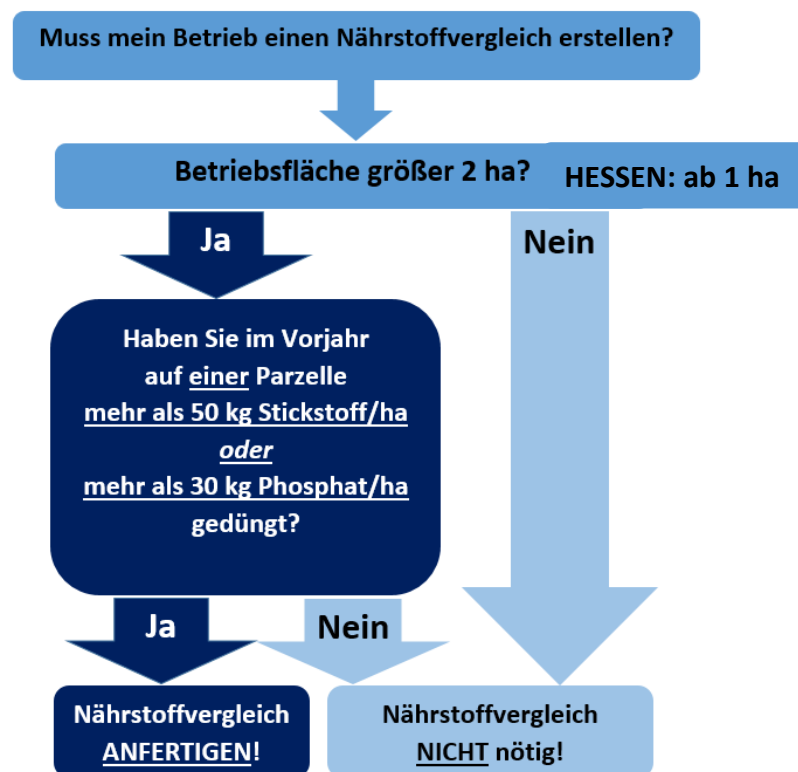 Muss mein Betrieb einen Nährstoffvergleich erstellen?
Betriebsfläche größer 2 ha?
HESSEN: ab 1 ha
Ja
Nein
Haben Sie im Vorjahr
auf einer Parzelle
mehr als 50 kg Stickstoff/ha
oder
mehr als 30 kg Phosphat/ha
gedüngt?
Ja
Nein
Nährstoffvergleich
ANFERTIGEN!
Nährstoffvergleich
NICHT nötig!